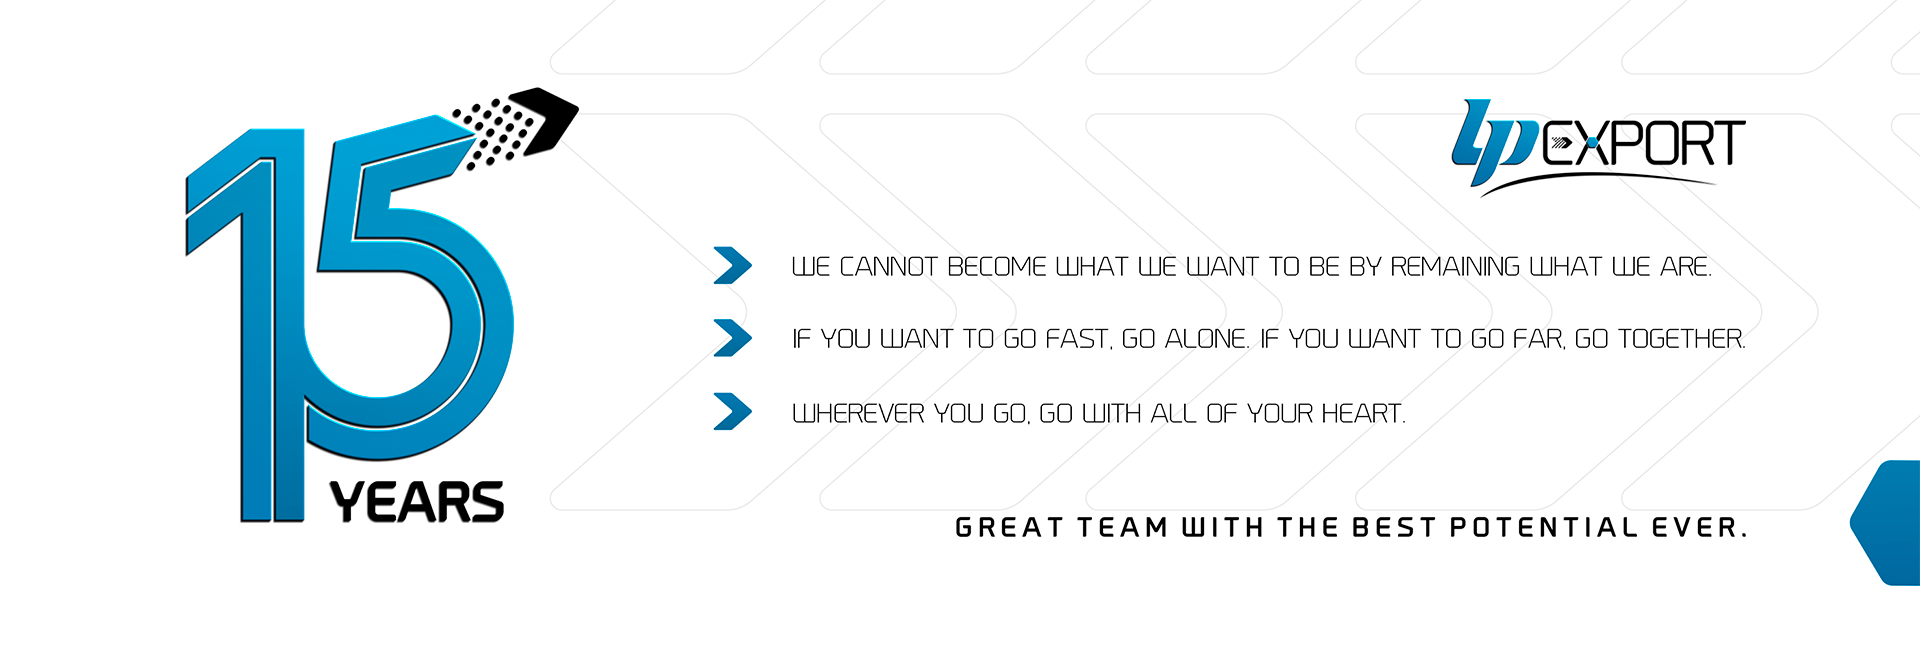 15
YEARS
LP EXPORT
WE CANNOT BECOME WHAT WE WANT TO BE BY REMAINING WHAT WE ARE.
IF YOU WANT TO GO FAST, GO ALONE. IF YOU WANT TO GO FAR, GO TOGETHER.
WHEREVER YOU GO, GO WITH ALL OF YOUR HEART.
GREAT TEAM WITH THE BEST POTENTIAL EVER.